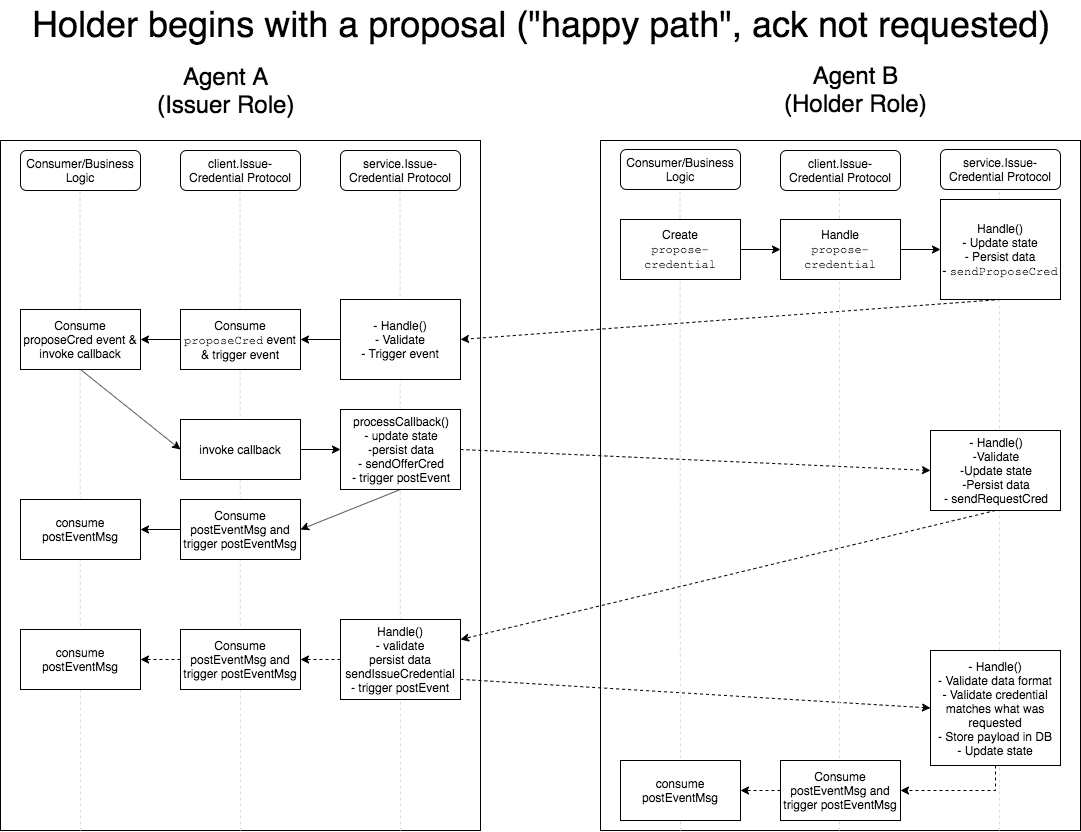 Holder begins with a proposal ("happy path", ack not requested)
Agent A
(Issuer Role)
Agent B
(Holder Role)
Consumer/Business
Logic
client.Issue-
Credential Protocol
service.Issue-
Credential Protocol
Consumer/Business
Logic
client.Issue-
Credential Protocol
service.Issue-
Credential Protocol
Create
propose-
credential
Handle
propose-
credential
Handle()
- Update state
- Persist data
- sendProposeCred
Consume
proposeCred event &
invoke callback
Consume
proposeCred event
& trigger event
- Handle()
- Validate
- Trigger event
invoke callback
processCallback()
- update state
-persist data
- sendOfferCred
- trigger postEvent
- Handle()
-Validate
-Update state
-Persist data
- sendRequestCred
consume
postEventMsg
Consume
postEventMsg and
trigger postEventMsg
consume
postEventMsg
Consume
postEventMsg and
trigger postEventMsg
Handle()
- validate
persist data
sendIssueCredential
- trigger postEvent
- Handle()
- Validate data format
- Validate credential
matches what was
requested
- Store payload in DB
- Update state
consume
postEventMsg
Consume
postEventMsg and
trigger postEventMsg